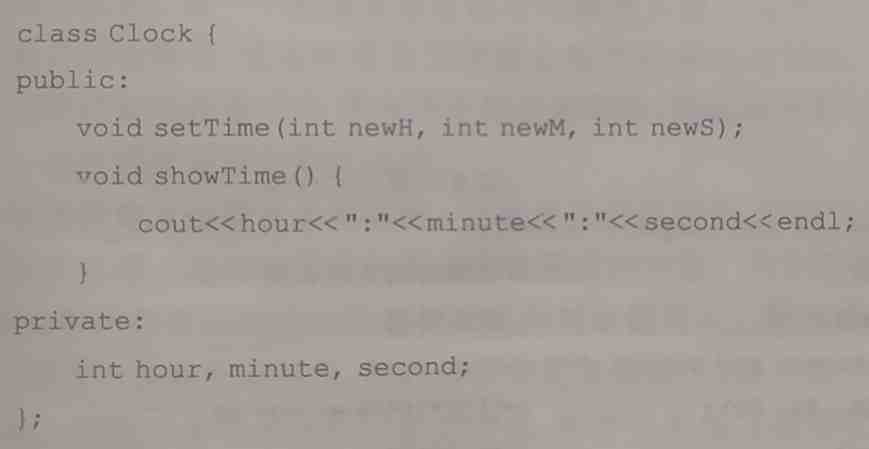 class Clock {
public:
void setTime(int newH, int newM, int newS);
void showTime() {
cout<<hour<<":"<<minute<<":"<<second<<endl;
}
private:
int hour, minute, second;
};